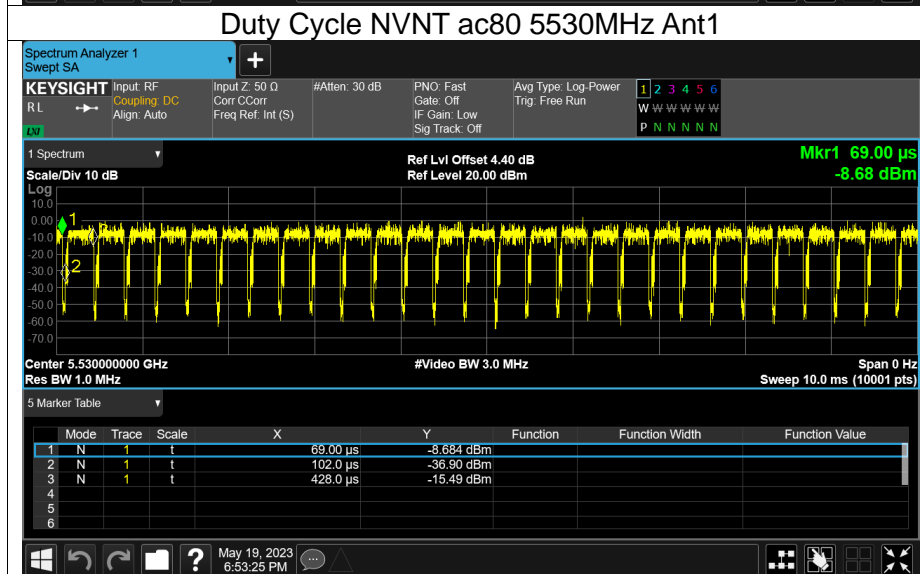 Duty Cycle NVNT ac80 5530MHz Ant1
Spectrum Analyzer 1
Swept SA
+
KEYSIGHT
R L
LXI
Input: RF
Coupling: DC
Align: Auto
Input Z: 50 Ω
Corr CCorr
Freq Ref: Int (S)
#Atten: 30 dB
PNO: Fast
Gate: Off
IF Gain: Low
Sig Track: Off
Avg Type: Log-Power
Trig: Free Run
1 2 3 4 5 6
W W W W W W
P N N N N N
1 Spectrum
Scale/Div 10 dB
Ref Lvl Offset 4.40 dB
Ref Level 20.00 dBm
Mkr1 69.00 µs
-8.68 dBm
Log
10.0
0.00
-10.0
-20.0
-30.0
-40.0
-50.0
-60.0
-70.0
1
2
Center 5.530000000 GHz
Res BW 1.0 MHz
#Video BW 3.0 MHz
Span 0 Hz
Sweep 10.0 ms (10001 pts)
5 Marker Table
Mode Trace Scale X Y Function Function Width Function Value
1 N 1 t 69.00 µs -8.684 dBm
2 N 1 t 102.0 µs -36.90 dBm
3 N 1 t 428.0 µs -15.49 dBm
4
5
6
?
May 19, 2023
6:53:25 PM